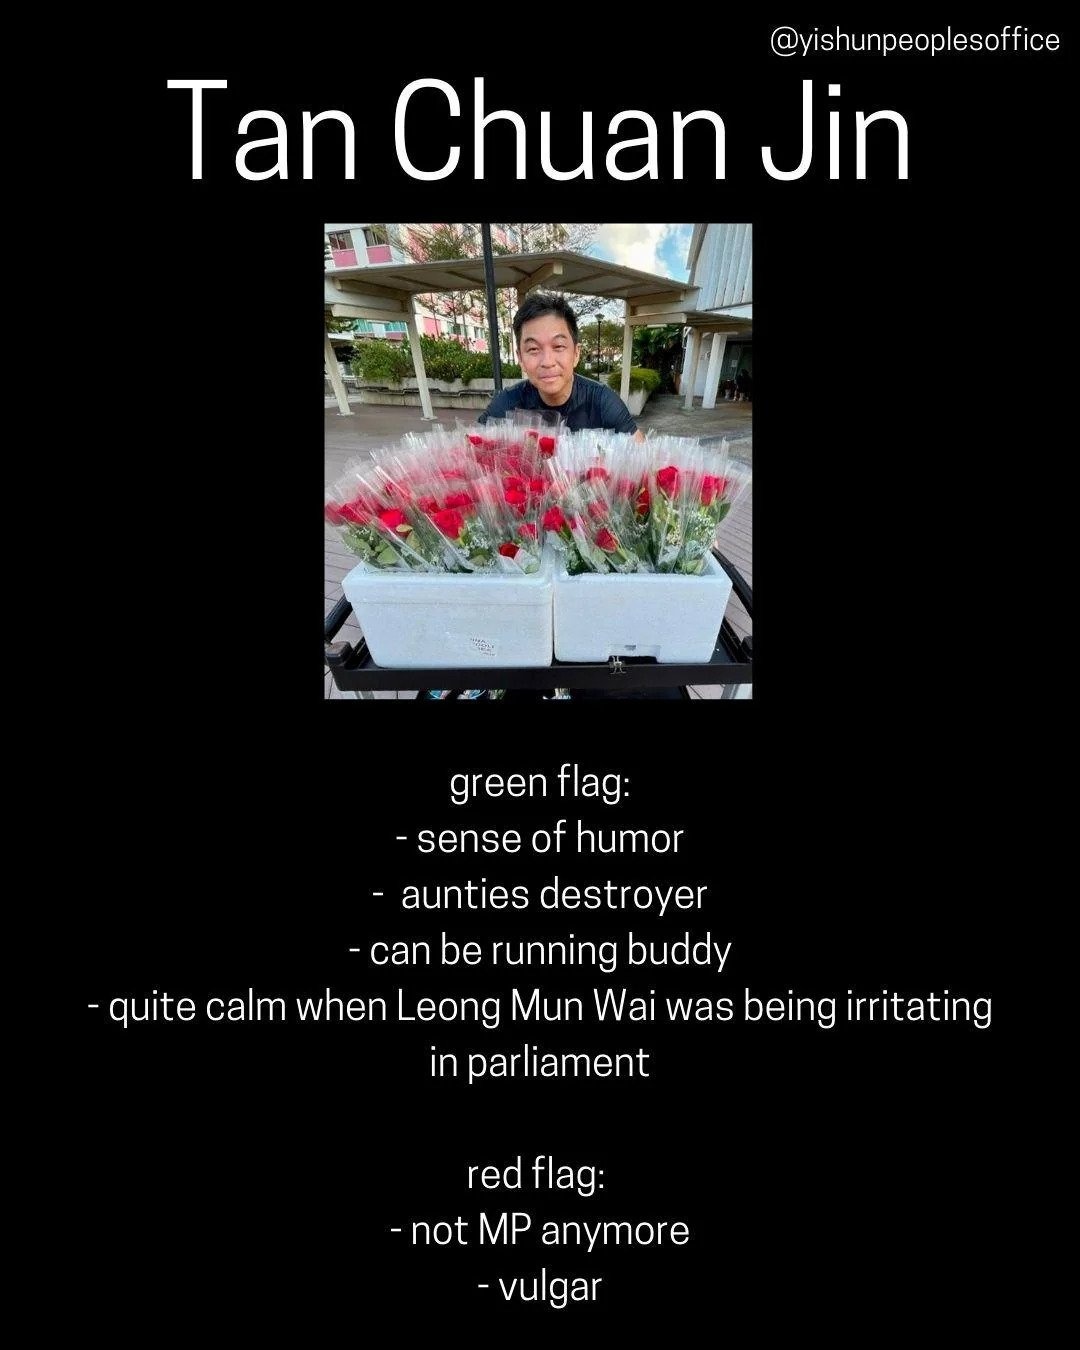 @yishunpeoplesoffice
Tan Chuan Jin
green flag:
- sense of humor
- aunties destroyer
- can be running buddy
- quite calm when Leong Mun Wai was being irritating
in parliament
red flag:
- not MP anymore
- vulgar